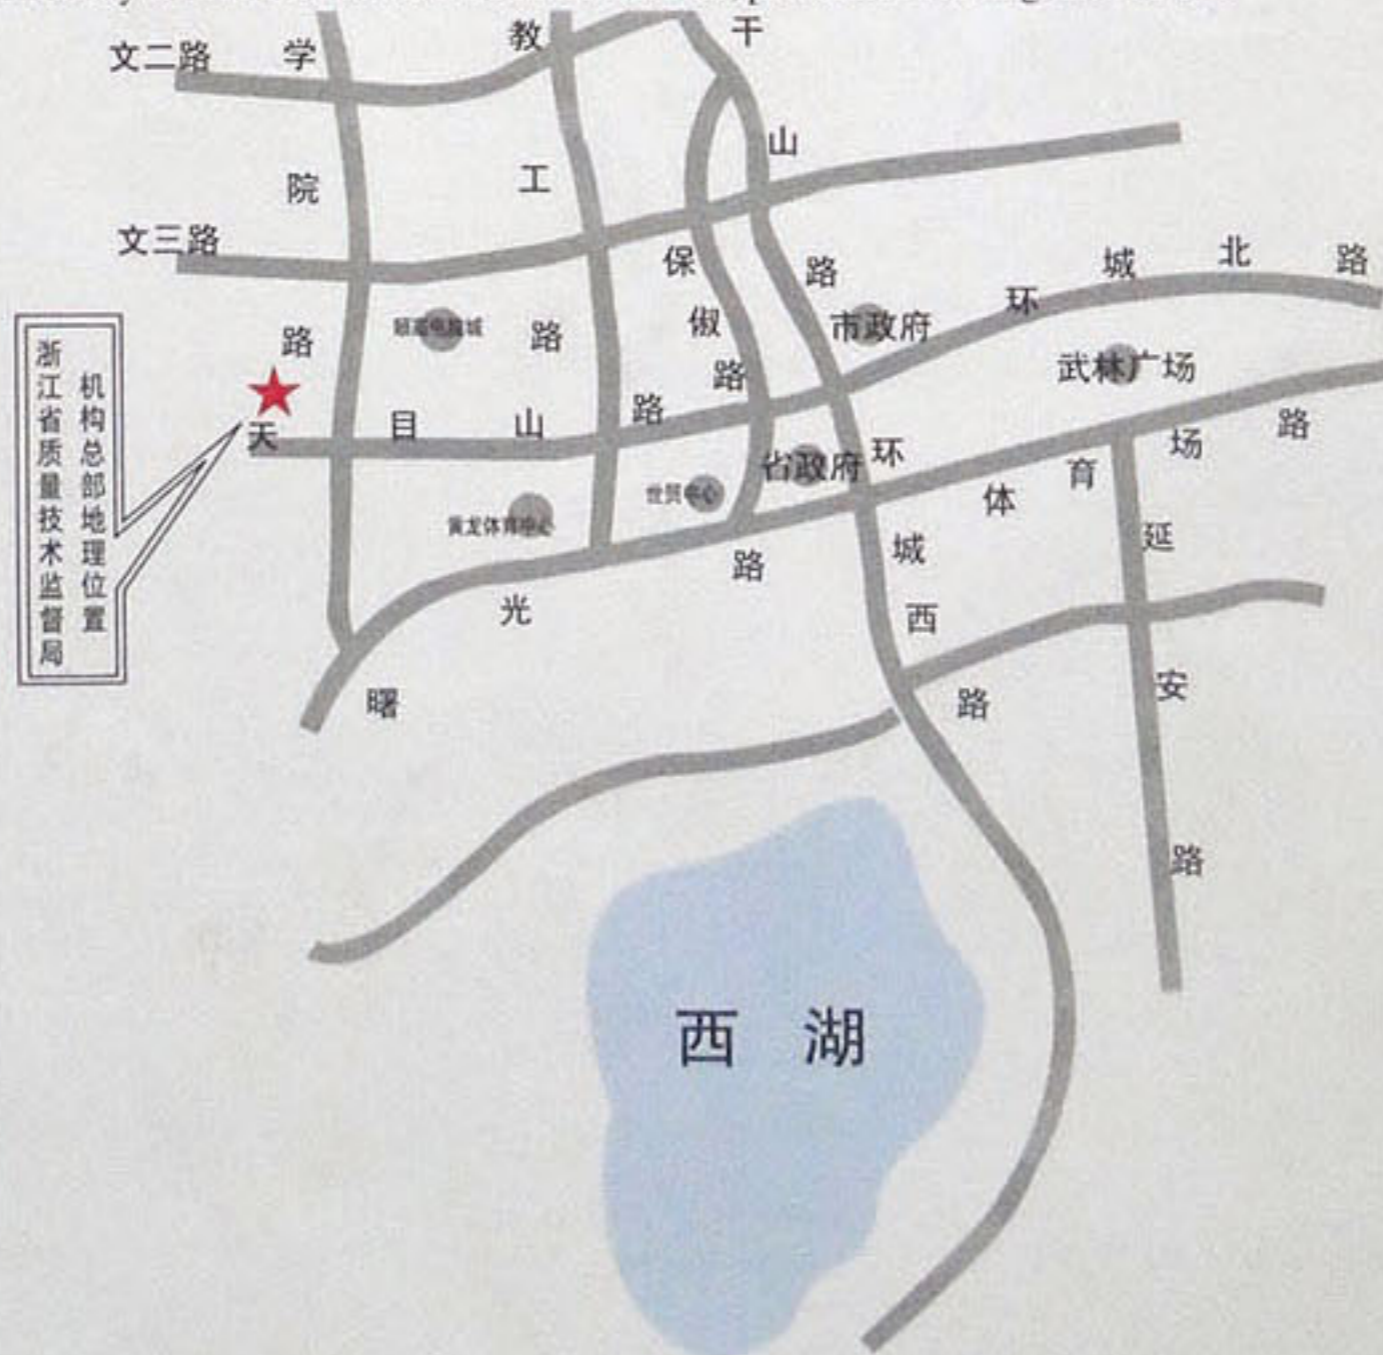 文二路
学院路
教工路
莫干山路
文三路
保俶路
环城北路
市政府
武林广场
天目山路
浙江省质量技术监督局
机构总部地理位置
省政府
世贸中心
黄龙体育中心
体育场路
环城西路
延安路
曙光路
西湖